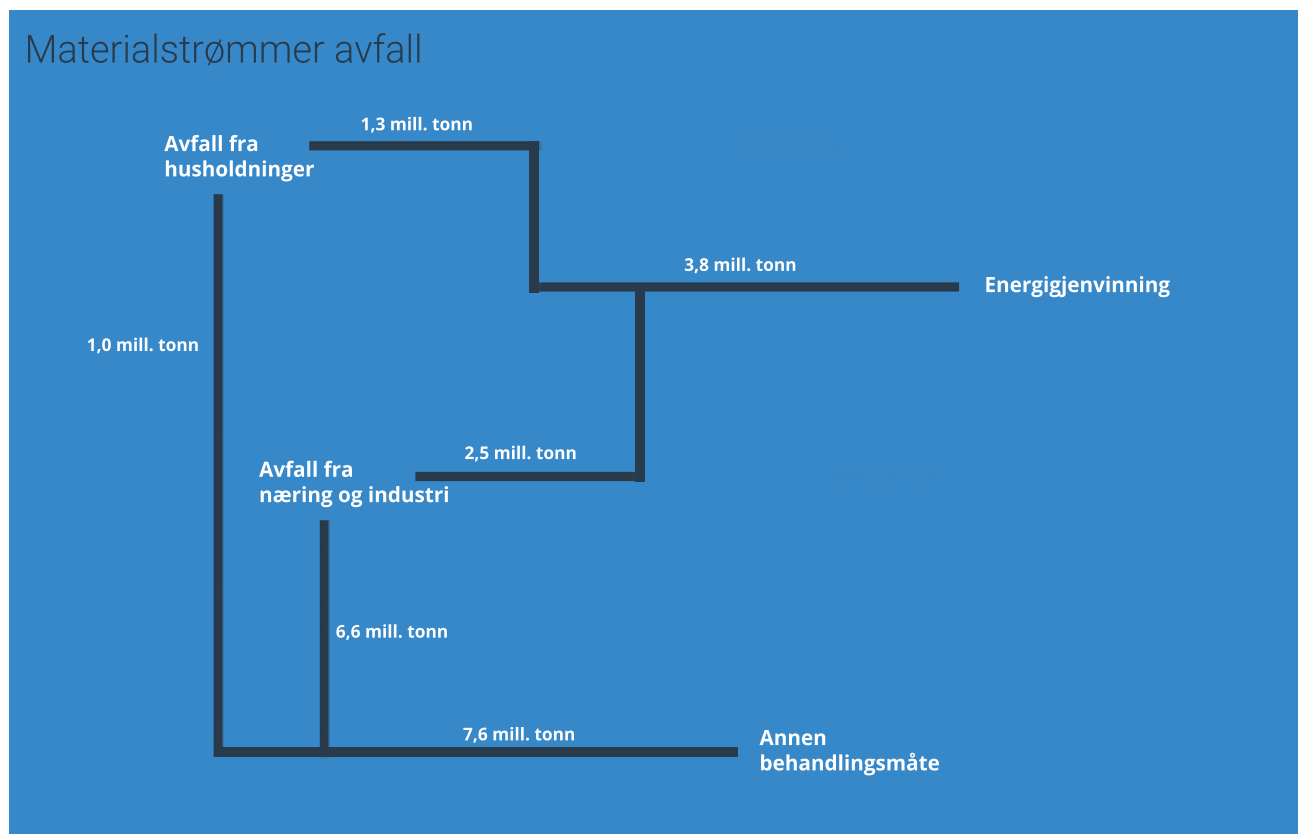 Materialstrømmer avfall
1,3 mill. tonn
Avfall fra
husholdninger
3,8 mill. tonn
Energigjenvinning
1,0 mill. tonn
2,5 mill. tonn
Avfall fra
næring og industri
6,6 mill. tonn
7,6 mill. tonn
Annen
behandlingsmåte